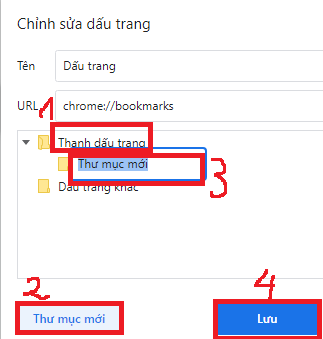 Chỉnh sửa dấu trang
Tên Dấu trang
URL chrome://bookmarks
1
Thanh dấu trang
Thư mục mới
3
Dấu trang khác
2
4
Thư mục mới Lưu